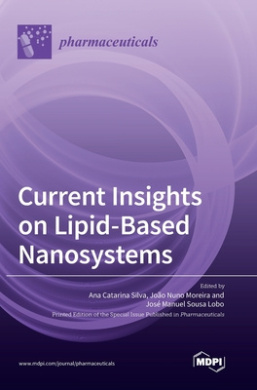 pharmaceuticals
Current Insights
on Lipid-Based
Nanosystems
Edited by
Ana Catarina Silva, João Nuno Moreira and
José Manuel Sousa Lobo
Printed Edition of the Special Issue Published in Pharmaceuticals
www.mdpi.com/journal/pharmaceuticals
MDPI